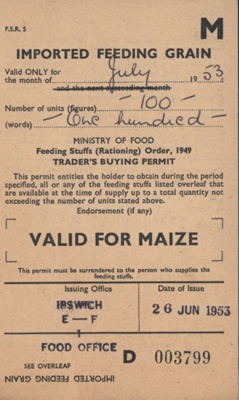 F.S.R. 5
M
IMPORTED FEEDING GRAIN
Valid ONLY for July 1953.
the month of
and the next succeeding month
Number of units (figures) -100-
(words) - One hundred -
MINISTRY OF FOOD
Feeding Stuffs (Rationing) Order, 1949
TRADER'S BUYING PERMIT
This permit entitles the holder to obtain during the period
specified, all or any of the feeding stuffs listed overleaf that
are available at the time of supply up to a total quantity
not exceeding the number of units stated above.
Endorsement (if any)
VALID FOR MAIZE
This permit must be surrendered to the person who supplies the
feeding stuffs.
Issuing Office
Date of Issue
IPSWICH
E—F
26 JUN 1953
1
FOOD OFFICE
D 003799
SEE OVERLEAF
IMPORTED FEEDING GRAIN